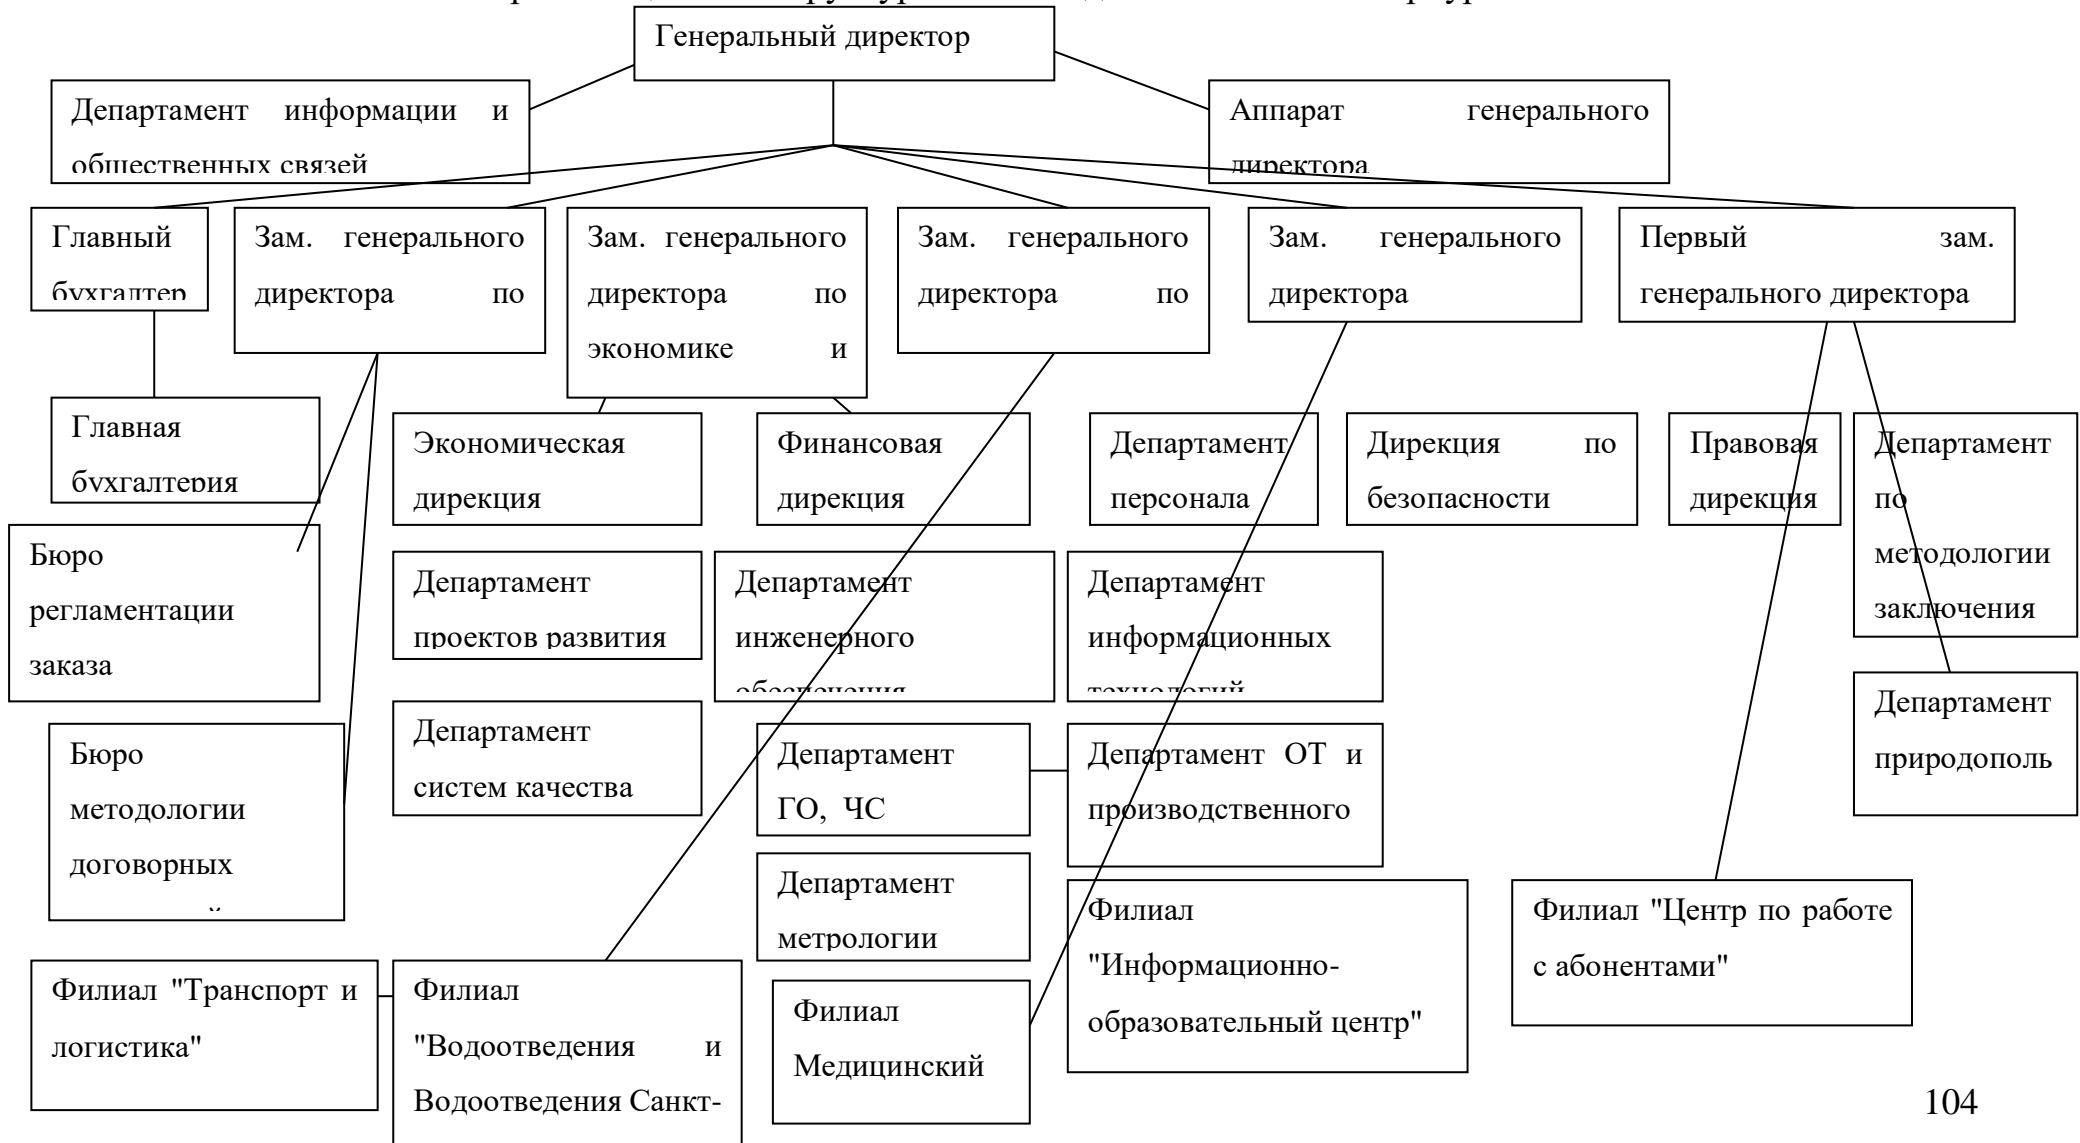 Генеральный директор
Департамент информации и
общественных связей
Аппарат генерального
директора
Главный
бухгалтер
Зам. генерального
директора по
Зам. генерального
директора по
экономике и
Зам. генерального
директора по
Зам. генерального
директора
Первый зам.
генерального директора
Главная
бухгалтерия
Экономическая
дирекция
Финансовая
дирекция
Департамент
персонала
Дирекция по
безопасности
Правовая
дирекция
Департамент
по
методологии
заключения
Бюро
регламентации
заказа
Департамент
проектов развития
Департамент
инженерного
обеспечения
Департамент
информационных
технологий
Департамент
природополь
Бюро
методологии
договорных
Департамент
систем качества
Департамент
ГО, ЧС
Департамент ОТ и
производственного
Департамент
метрологии
Филиал
"Информационно-
образовательный центр"
Филиал "Центр по работе
с абонентами"
Филиал "Транспорт и
логистика"
Филиал
"Водоотведения и
Водоотведения Санкт-
Филиал
Медицинский
104